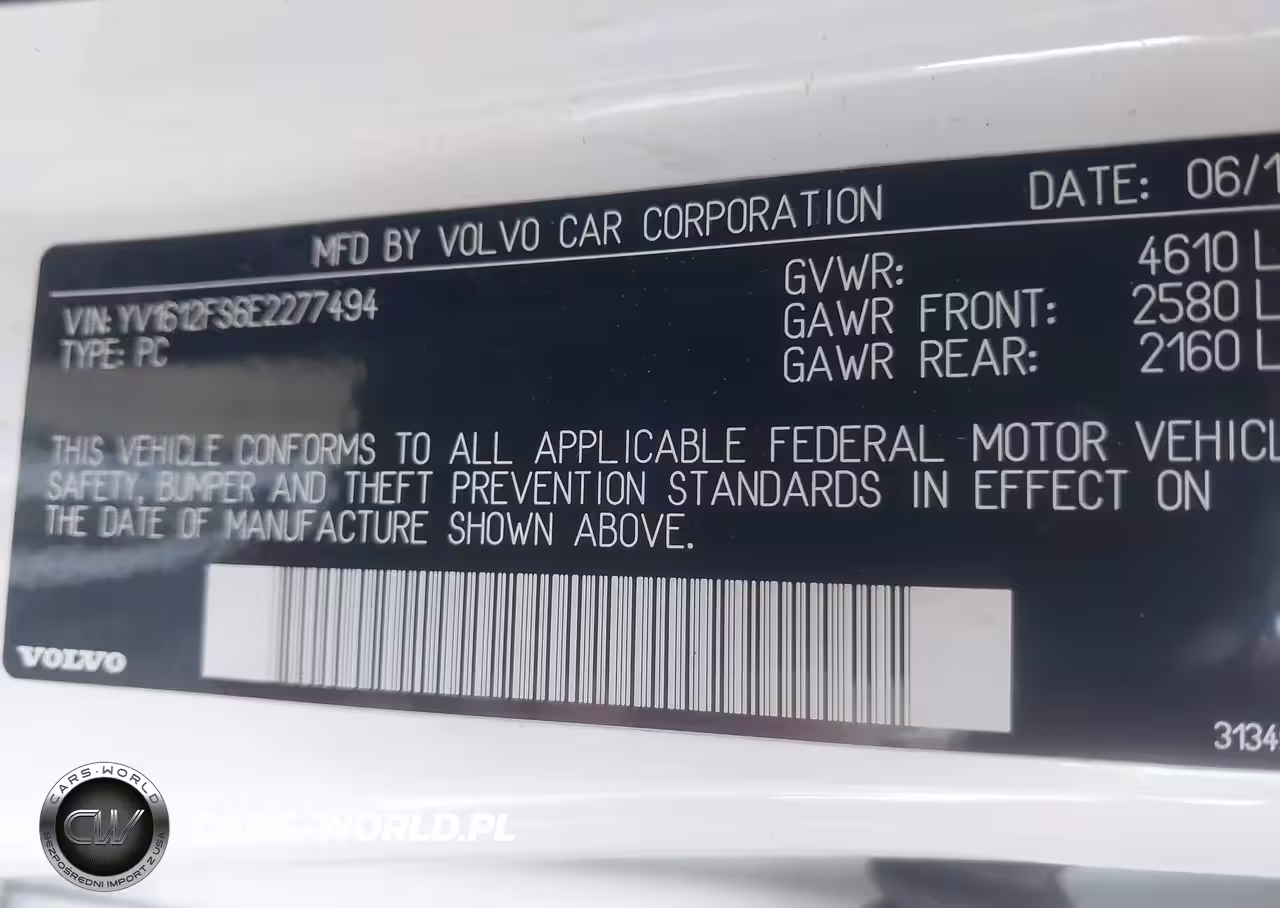 MFD BY VOLVO CAR CORPORATION DATE: 06/1
VIN: YV1612FS6E2277494
TYPE: PC
GVWR: 4610 L
GAWR FRONT: 2580 L
GAWR REAR: 2160 L
THIS VEHICLE CONFORMS TO ALL APPLICABLE FEDERAL MOTOR VEHICL
SAFETY, BUMPER AND THEFT PREVENTION STANDARDS IN EFFECT ON
THE DATE OF MANUFACTURE SHOWN ABOVE.
VOLVO
3134
CARS-WORLD
CW
BEZPOŚREDNI IMPORT Z USA
CARS-WORLD.PL